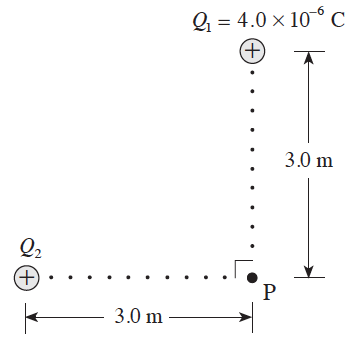 Q₁ = 4.0 × 10⁻⁶ C
+
3.0 m
Q₂
+
P
3.0 m